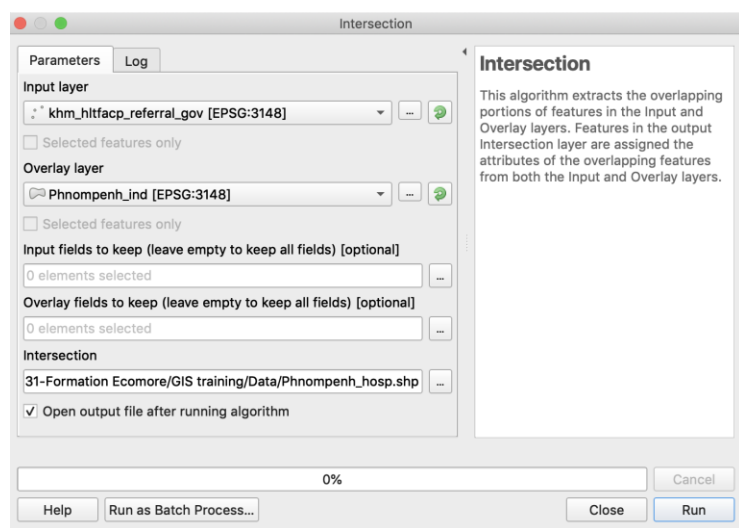 Intersection
Parameters
Log
Input layer
khm_hltfacp_referral_gov [EPSG:3148]
...
Selected features only
Overlay layer
Phnompenh_ind [EPSG:3148]
...
Selected features only
Input fields to keep (leave empty to keep all fields) [optional]
0 elements selected
...
Overlay fields to keep (leave empty to keep all fields) [optional]
0 elements selected
...
Intersection
31-Formation Ecomore/GIS training/Data/Phnompenh_hosp.shp
...
Open output file after running algorithm
Intersection
This algorithm extracts the overlapping
portions of features in the Input and
Overlay layers. Features in the output
Intersection layer are assigned the
attributes of the overlapping features
from both the Input and Overlay layers.
0%
Cancel
Help
Run as Batch Process...
Close
Run